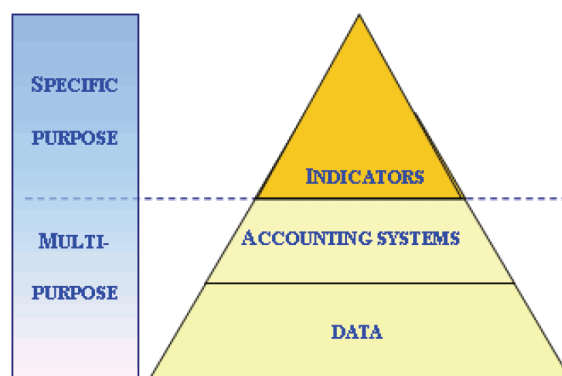 SPECIFIC
PURPOSE
MULTI-
PURPOSE
INDICATORS
ACCOUNTING SYSTEMS
DATA